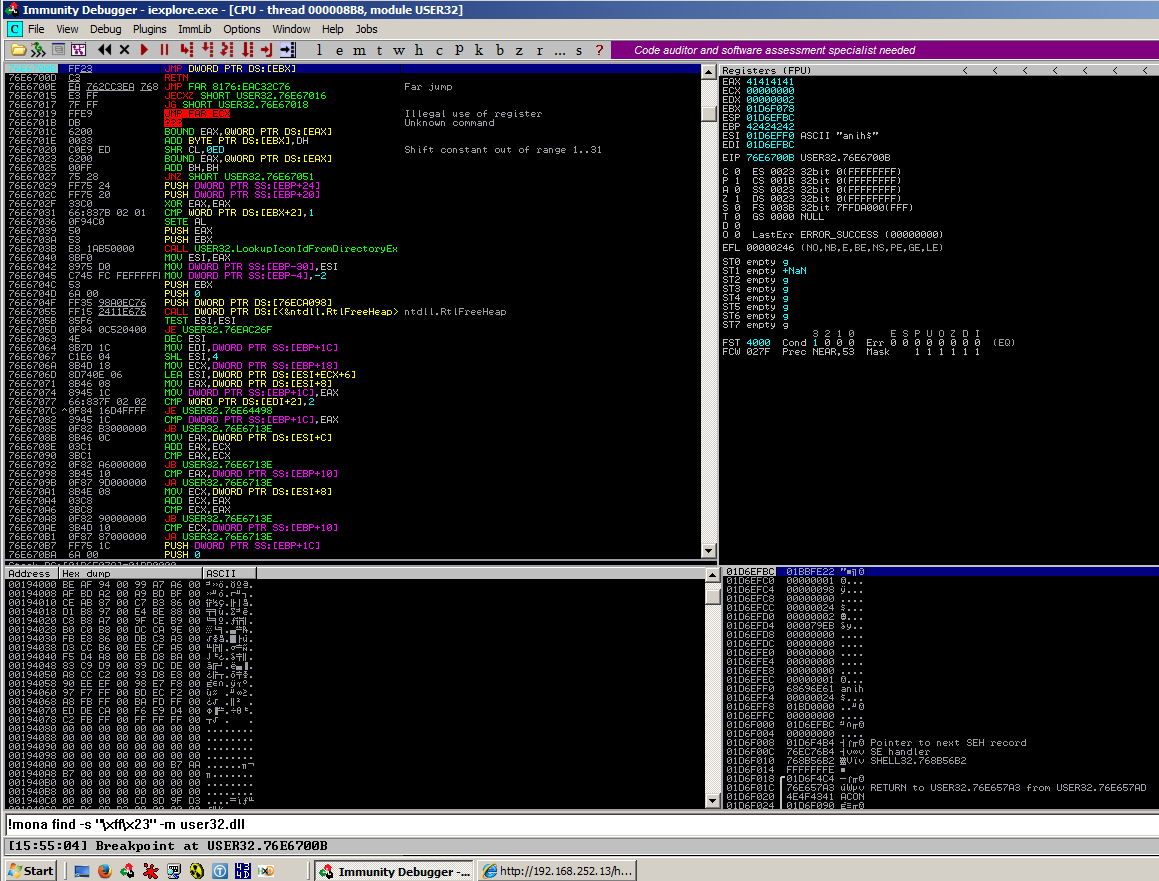 Immunity Debugger - iexplore.exe - [CPU - thread 000008B8, module USER32]
C File View Debug Plugins ImmLib Options Window Help Jobs
l e m t w h c P k b z r ... s ? Code auditor and software assessment specialist needed
FF23 JMP DWORD PTR DS:[EBX]
76E6700D C3 RETN
76E6700E EA 762CC3EA 768 JMP FAR 8176:EAC32C76 Far jump
76E67015 E3 FF JECXZ SHORT USER32.76E67016
76E67017 7F FF JG SHORT USER32.76E67018
76E67019 FFE9 JMP FAR ECX Illegal use of register
76E6701B DB ??? Unknown command
76E6701C 6200 BOUND EAX,QWORD PTR DS:[EAX]
76E6701E 0033 ADD BYTE PTR DS:[EBX],DH
76E67020 C0E9 ED SHR CL,0ED Shift constant out of range 1..31
76E67023 6200 BOUND EAX,QWORD PTR DS:[EAX]
76E67025 00FF ADD BH,BH
76E67027 75 28 JNZ SHORT USER32.76E67051
76E67029 FF75 24 PUSH DWORD PTR SS:[EBP+24]
76E6702C FF75 20 PUSH DWORD PTR SS:[EBP+20]
76E6702F 33C0 XOR EAX,EAX
76E67031 66:837B 02 01 CMP WORD PTR DS:[EBX+2],1
76E67036 0F94C0 SETE AL
76E67039 50 PUSH EAX
76E6703A 53 PUSH EBX
76E6703B E8 1AB50000 CALL USER32.LookupIconIdFromDirectoryEx
76E67040 8BF0 MOV ESI,EAX
76E67042 8975 D0 MOV DWORD PTR SS:[EBP-30],ESI
76E67045 C745 FC FEFFFFFF MOV DWORD PTR SS:[EBP-4],-2
76E6704C 53 PUSH EBX
76E6704D 6A 00 PUSH 0
76E6704F FF35 98A0EC76 PUSH DWORD PTR DS:[76ECA098]
76E67055 FF15 2411E676 CALL DWORD PTR DS:[<&ntdll.RtlFreeHeap> ntdll.RtlFreeHeap
76E6705B 85F6 TEST ESI,ESI
76E6705D 0F84 0C520400 JE USER32.76EAC26F
76E67063 4E DEC ESI
76E67064 8B7D 1C MOV EDI,DWORD PTR SS:[EBP+1C]
76E67067 C1E6 04 SHL ESI,4
76E6706A 8B4D 18 MOV ECX,DWORD PTR SS:[EBP+18]
76E6706D 8D740E 06 LEA ESI,DWORD PTR DS:[ESI+ECX+6]
76E67071 8B46 08 MOV EAX,DWORD PTR DS:[ESI+8]
76E67074 8945 1C MOV DWORD PTR SS:[EBP+1C],EAX
76E67077 66:837F 02 02 CMP WORD PTR DS:[EDI+2],2
76E6707C ^0F84 16D4FFFF JE USER32.76E64498
76E67082 3945 1C CMP DWORD PTR SS:[EBP+1C],EAX
76E67085 0F82 B3000000 JB USER32.76E6713E
76E6708B 8B46 0C MOV EAX,DWORD PTR DS:[ESI+C]
76E6708E 03C1 ADD EAX,ECX
76E67090 3BC1 CMP EAX,ECX
76E67092 0F82 A6000000 JB USER32.76E6713E
76E67098 3B45 10 CMP EAX,DWORD PTR SS:[EBP+10]
76E6709B 0F87 9D000000 JA USER32.76E6713E
76E670A1 8B4E 08 MOV ECX,DWORD PTR DS:[ESI+8]
76E670A4 03C8 ADD ECX,EAX
76E670A6 3BC8 CMP ECX,EAX
76E670A8 0F82 90000000 JB USER32.76E6713E
76E670AE 3B4D 10 CMP ECX,DWORD PTR SS:[EBP+10]
76E670B1 0F87 87000000 JA USER32.76E6713E
76E670B7 FF75 1C PUSH DWORD PTR SS:[EBP+1C]
76E670BA 6A 00 PUSH 0
Registers (FPU) < < < < < < <
EAX 41414141
ECX 00000000
EDX 00000002
EBX 01D6F078
ESP 01D6EFBC
EBP 42424242
ESI 01D6EFF0 ASCII "anih$"
EDI 01D6EFBC
EIP 76E6700B USER32.76E6700B
C 0 ES 0023 32bit 0(FFFFFFFF)
P 1 CS 001B 32bit 0(FFFFFFFF)
A 0 SS 0023 32bit 0(FFFFFFFF)
Z 1 DS 0023 32bit 0(FFFFFFFF)
S 0 FS 003B 32bit 7FFDA000(FFF)
T 0 GS 0000 NULL
D 0
O 0 LastErr ERROR_SUCCESS (00000000)
EFL 00000246 (NO,NB,E,BE,NS,PE,GE,LE)
ST0 empty g
ST1 empty +NaN
ST2 empty g
ST3 empty g
ST4 empty g
ST5 empty g
ST6 empty g
ST7 empty g
3 2 1 0 E S P U O Z D I
FST 4000 Cond 1 0 0 0 Err 0 0 0 0 0 0 0 0 (EQ)
FCW 027F Prec NEAR,53 Mask 1 1 1 1 1 1
Address Hex dump ASCII
00194000 BE AF 94 00 99 A7 A6 00
00194008 AF BD A2 00 A9 BD BF 00
00194010 CE AB 87 00 C7 B3 86 00
00194018 D1 B8 97 00 E4 BE 88 00
00194020 C8 B8 A7 00 9F CE B9 00
00194028 B0 C0 B8 00 DC CA 9E 00
00194030 FB E8 86 00 DB C3 A3 00
00194038 D3 CC B6 00 E5 CF A5 00
00194040 F5 D4 A8 00 EB D8 BA 00
00194048 83 C9 D9 00 89 DC DE 00
00194050 A8 CC C2 00 93 D8 E8 00
00194058 90 EE EF 00 98 E7 F8 00
00194060 97 F7 FF 00 BD EC F2 00
00194068 A8 FB FF 00 BA FD FF 00
00194070 ED DE CA 00 F6 E9 D4 00
00194078 C2 FB FF 00 FF FF FF 00
00194080 00 00 00 00 00 00 00 00 ........
00194088 00 00 00 00 00 00 00 00 ........
00194090 00 00 00 00 00 00 00 00 ........
00194098 00 00 00 00 00 00 00 00 ........
001940A0 00 00 00 00 00 00 B7 AA
001940A8 B7 00 00 00 00 00 00 00
001940B0 00 00 00 00 00 00 00 00 ........
001940B8 00 00 00 00 00 00 00 00 ........
001940C0 00 00 00 00 CD 8D 9F D3
01D6EFBC 01BBFE22
01D6EFC0 00000001
01D6EFC4 00000098
01D6EFC8 00000000 ....
01D6EFCC 00000024 $...
01D6EFD0 00000002
01D6EFD4 000079EB
01D6EFD8 00000000 ....
01D6EFDC 00000000 ....
01D6EFE0 00000000 ....
01D6EFE4 00000000 ....
01D6EFE8 00000000 ....
01D6EFEC 00000001
01D6EFF0 68696E61 anih
01D6EFF4 00000024 $...
01D6EFF8 01BD0000
01D6EFFC 00000000 ....
01D6F000 01D6EFBC
01D6F004 00000000 ....
01D6F008 01D6F4B4 Pointer to next SEH record
01D6F00C 76EC76B4 SE handler
01D6F010 768B56B2 SHELL32.768B56B2
01D6F014 FFFFFFFE
01D6F018 01D6F4C4
01D6F01C 76E657A3 RETURN to USER32.76E657A3 from USER32.76E657AD
01D6F020 4E4F4341 ACON
01D6F024 01D6F090
!mona find -s "\xff\x23" -m user32.dll
[15:55:04] Breakpoint at USER32.76E6700B
Start Immunity Debugger -... http://192.168.252.13/h...